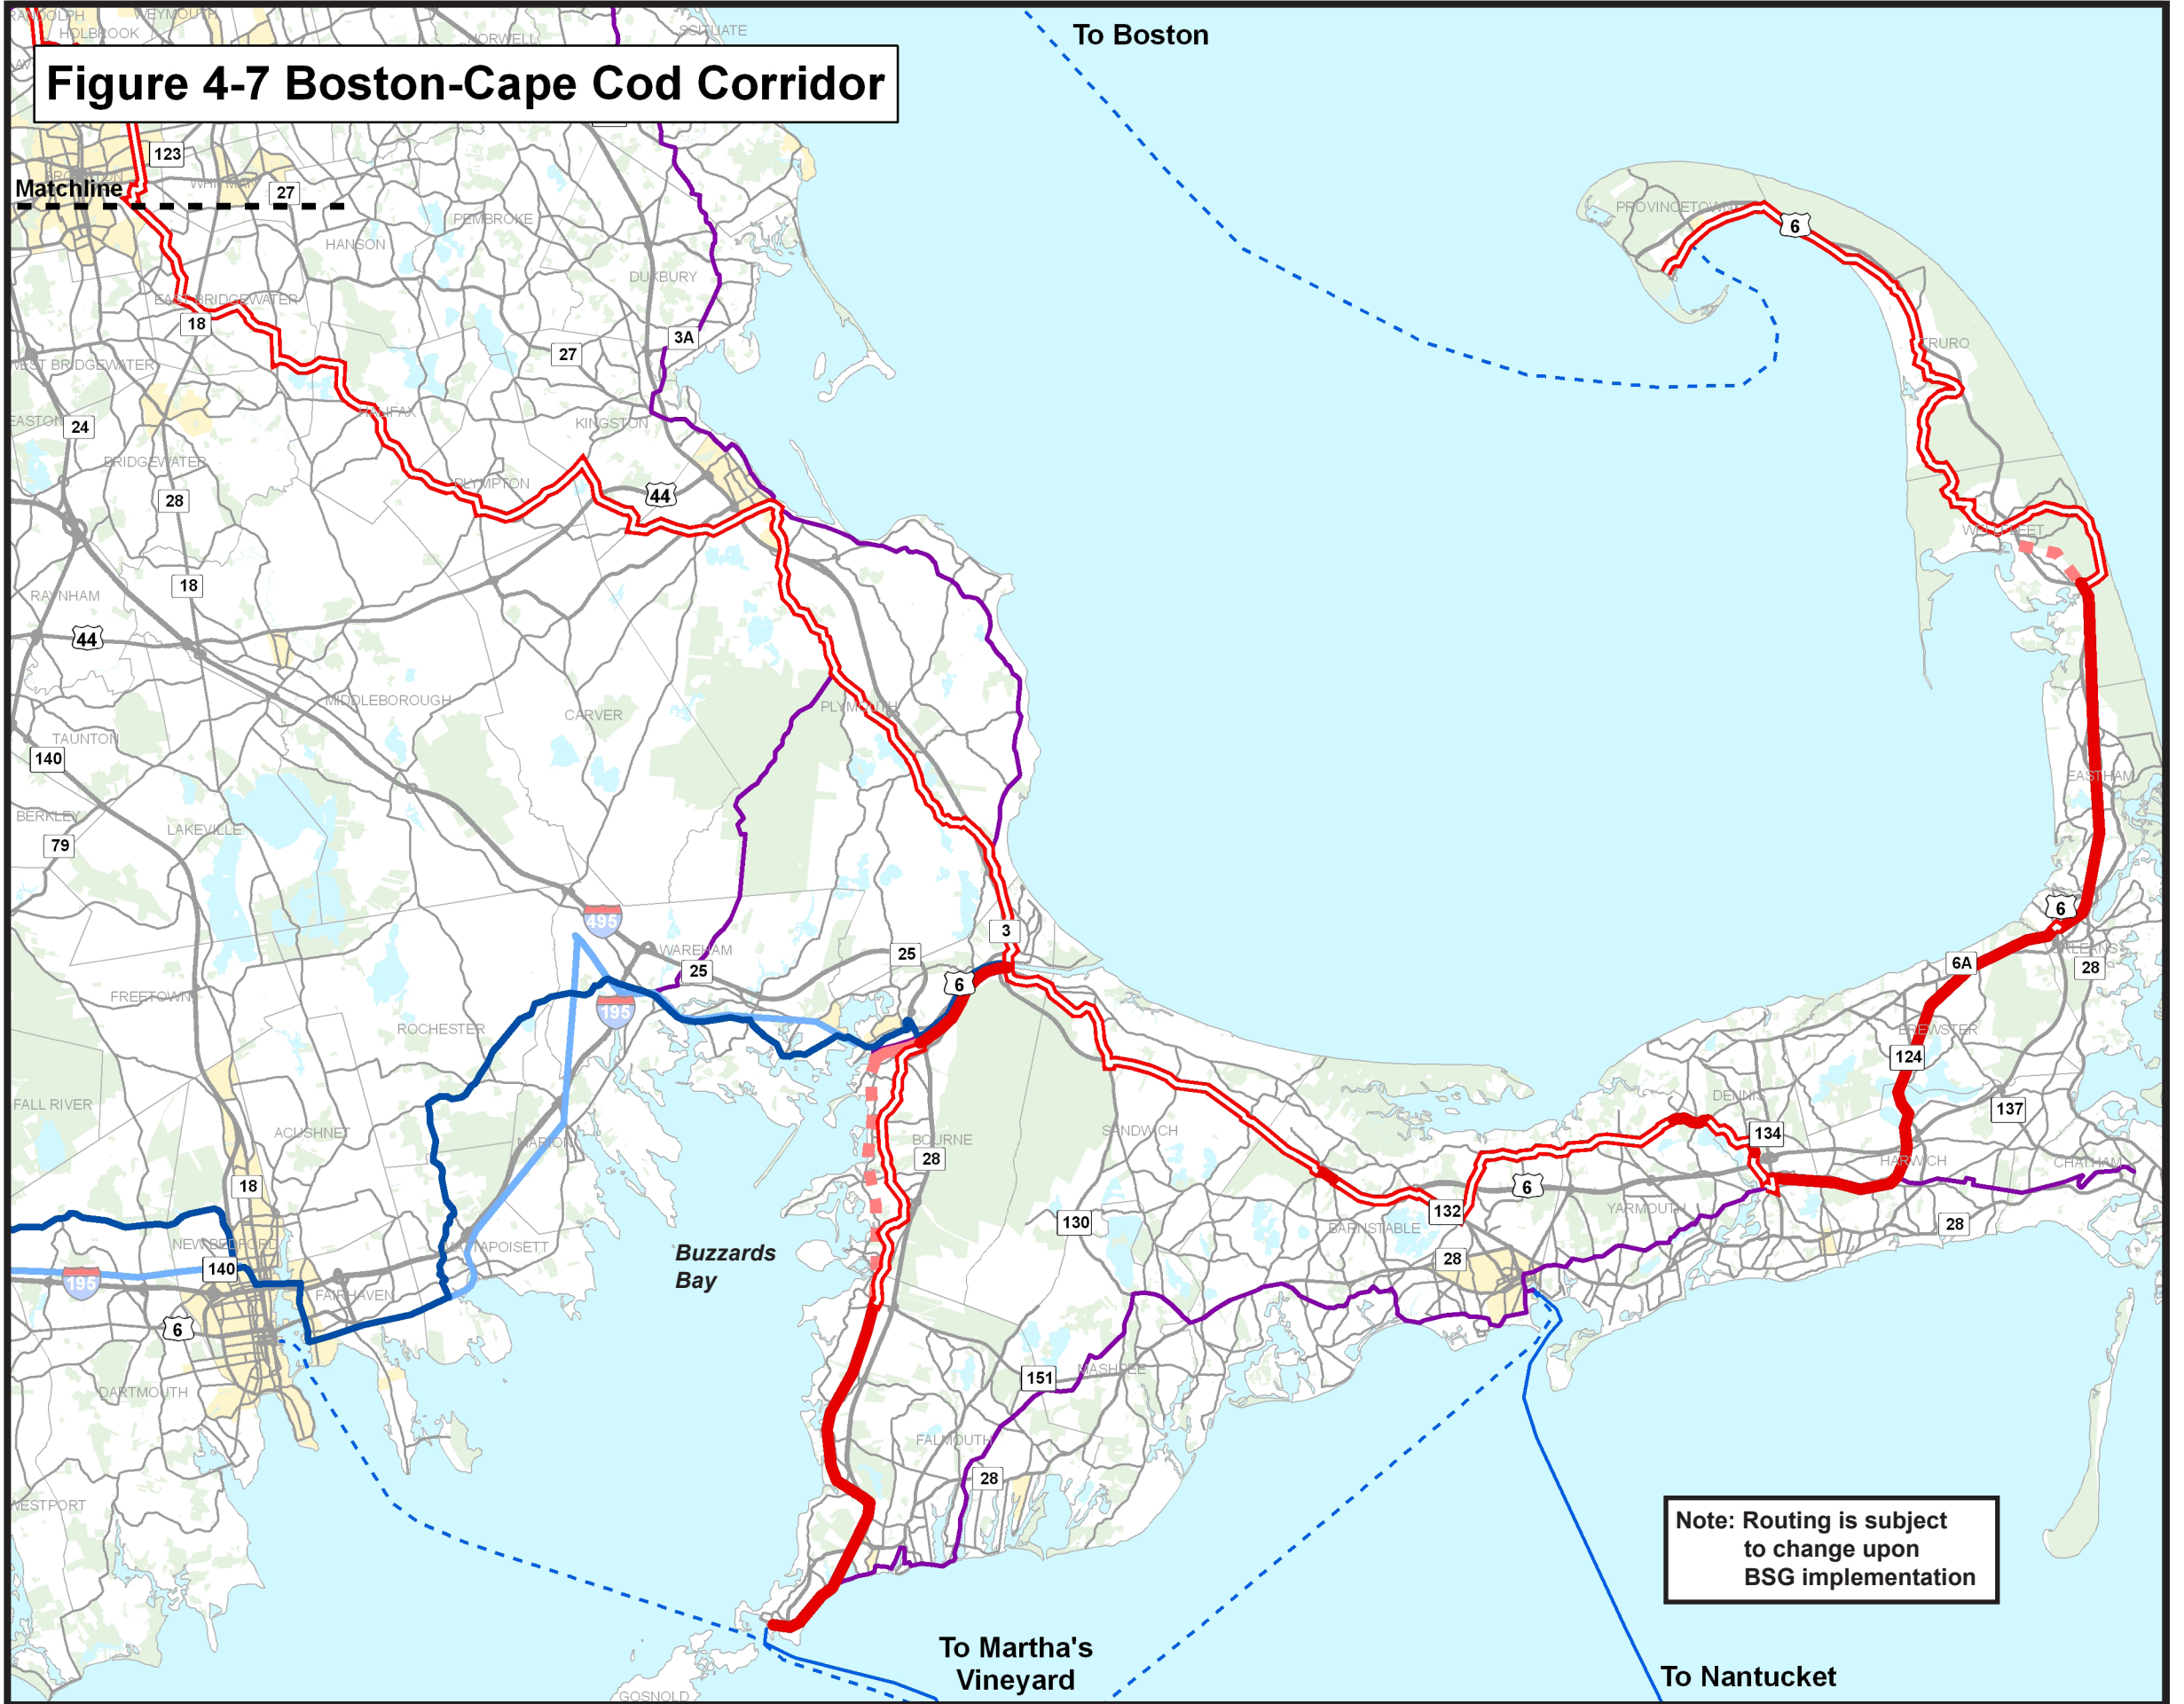 RANDOLPH
WEYMOUTH
HOLBROOK
NORWELL
SCITUATE
To Boston
Figure 4-7 Boston-Cape Cod Corridor
123
Matchline
27
PEMBROKE
HANSON
DUXBURY
PROVINCETOWN
6
EAST BRIDGEWATER
18
3A
27
TRURO
WEST BRIDGEWATER
HALIFAX
EASTON
24
KINGSTON
BRIDGEWATER
PLYMPTON
28
44
WELLFLEET
18
RAYNHAM
44
MIDDLEBOROUGH
CARVER
PLYMOUTH
TAUNTON
140
EASTHAM
BERKLEY
LAKEVILLE
79
495
6
3
WAREHAM
25
25
ORLEANS
6A
28
6
FREETOWN
195
ROCHESTER
BREWSTER
124
FALL RIVER
ACUSHNET
MARION
DENNIS
137
134
BOURNE
28
SANDWICH
HARWICH
CHATHAM
18
6
132
YARMOUTH
130
BARNSTABLE
28
28
NEW BEDFORD
MATTAPOISETT
Buzzards
Bay
140
195
FAIRHAVEN
6
DARTMOUTH
151
MASHPEE
FALMOUTH
28
WESTPORT
Note: Routing is subject
to change upon
BSG implementation
To Martha's
Vineyard
To Nantucket
GOSNOLD